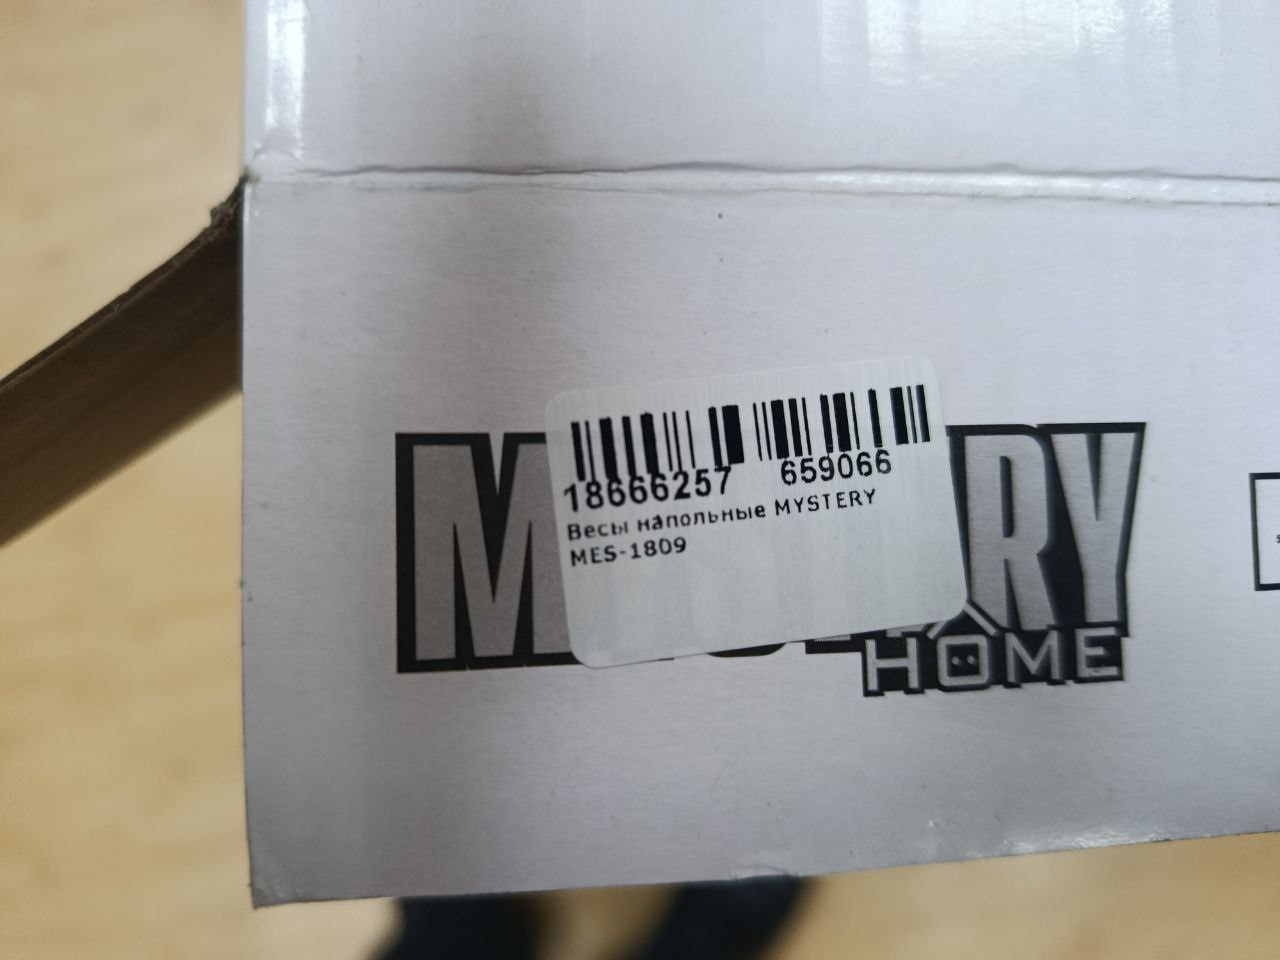 18666257 659066
Весы напольные MYSTERY
MES-1809
HOME